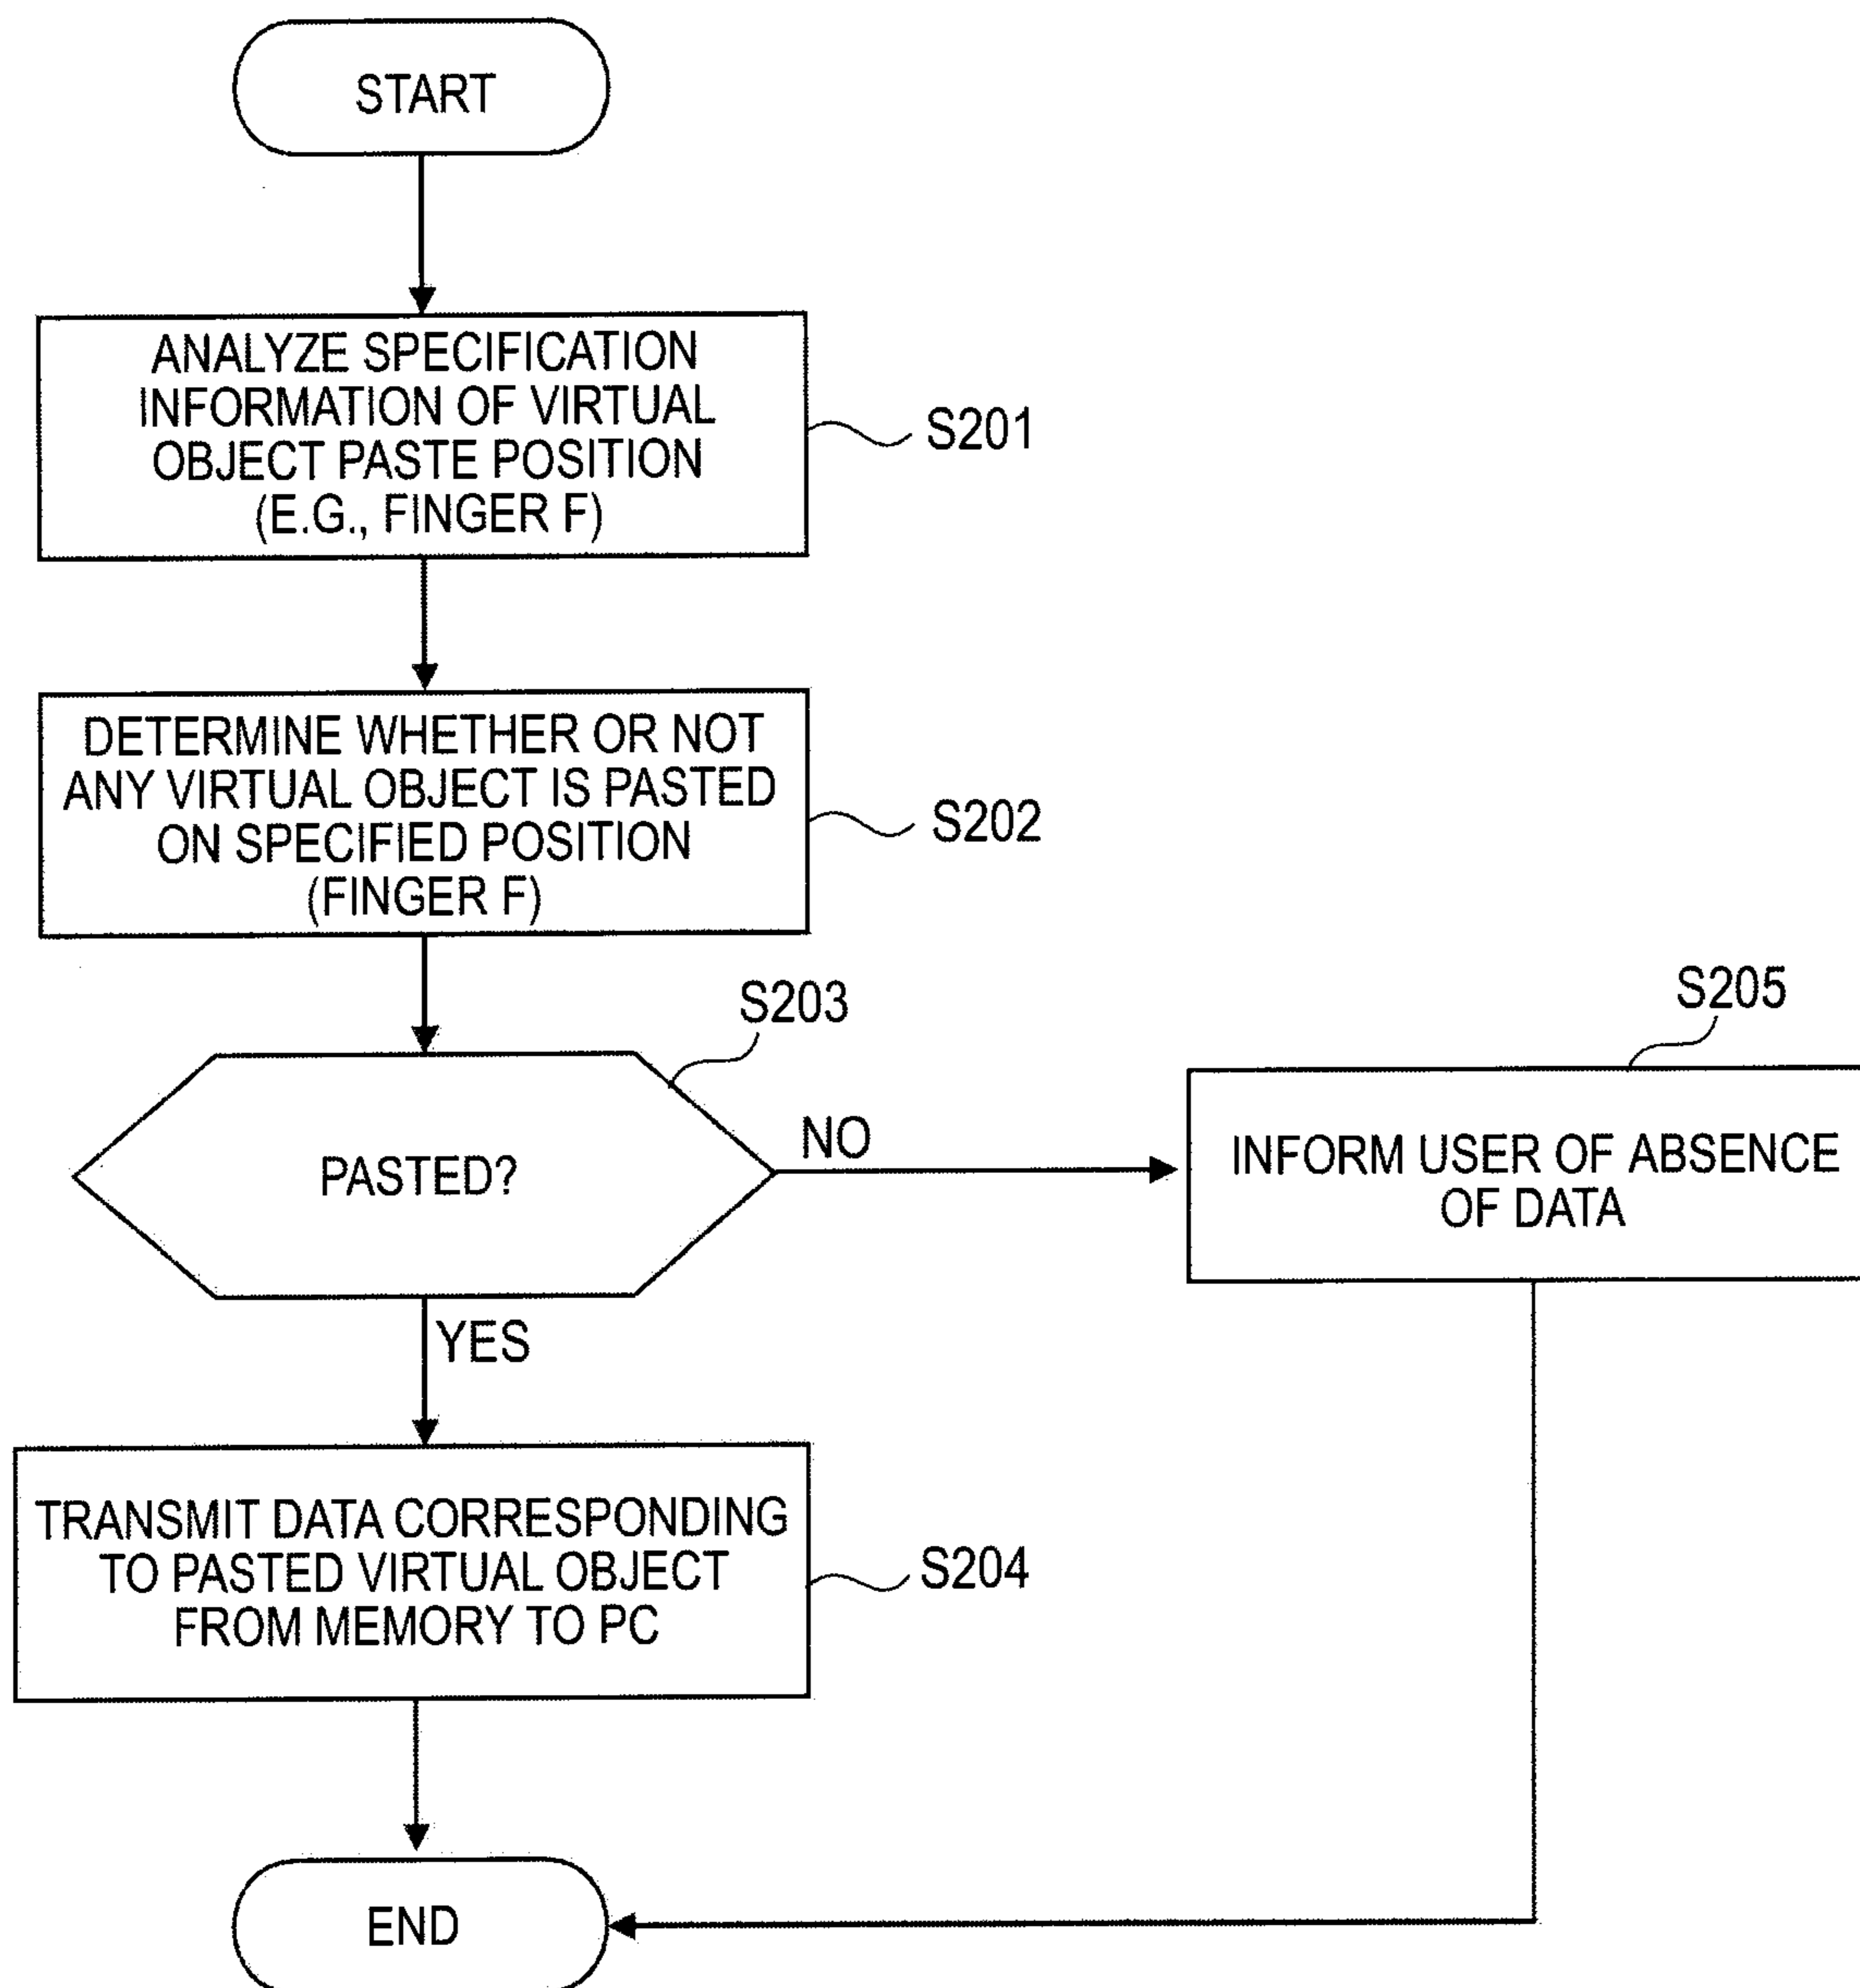 START
ANALYZE SPECIFICATION
INFORMATION OF VIRTUAL
OBJECT PASTE POSITION
(E.G., FINGER F)
S201
DETERMINE WHETHER OR NOT
ANY VIRTUAL OBJECT IS PASTED
ON SPECIFIED POSITION
(FINGER F)
S202
S203
PASTED?
NO
YES
S205
INFORM USER OF ABSENCE
OF DATA
TRANSMIT DATA CORRESPONDING
TO PASTED VIRTUAL OBJECT
FROM MEMORY TO PC
S204
END